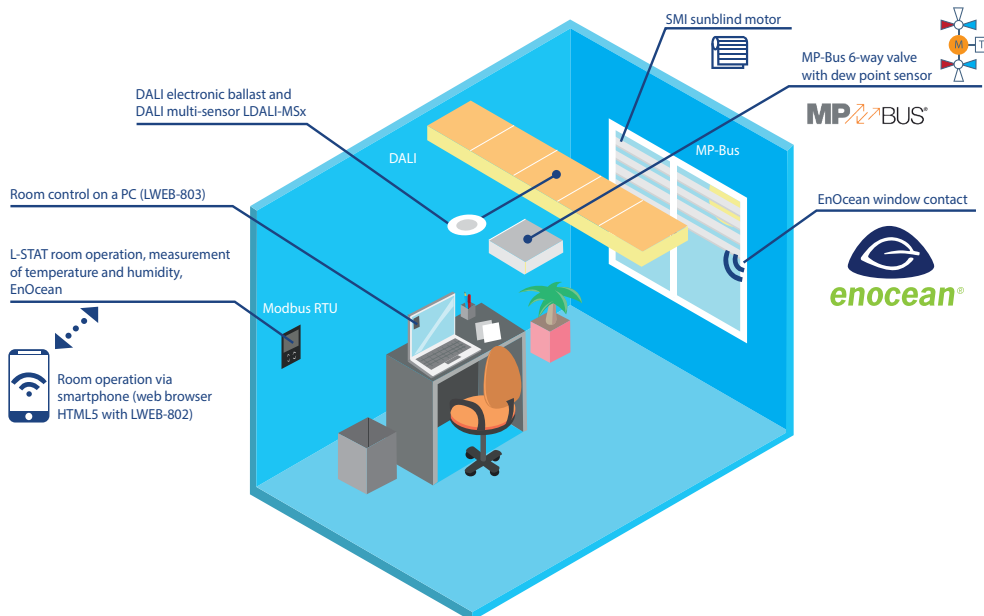 SMI sunblind motor
M
T
MP-Bus 6-way valve
with dew point sensor
MP BUS®
DALI electronic ballast and
DALI multi-sensor LDALI-MSx
DALI
MP-Bus
Room control on a PC (LWEB-803)
EnOcean window contact
enocean®
L-STAT room operation, measurement
of temperature and humidity,
EnOcean
Modbus RTU
Room operation via
smartphone (web browser
HTML5 with LWEB-802)